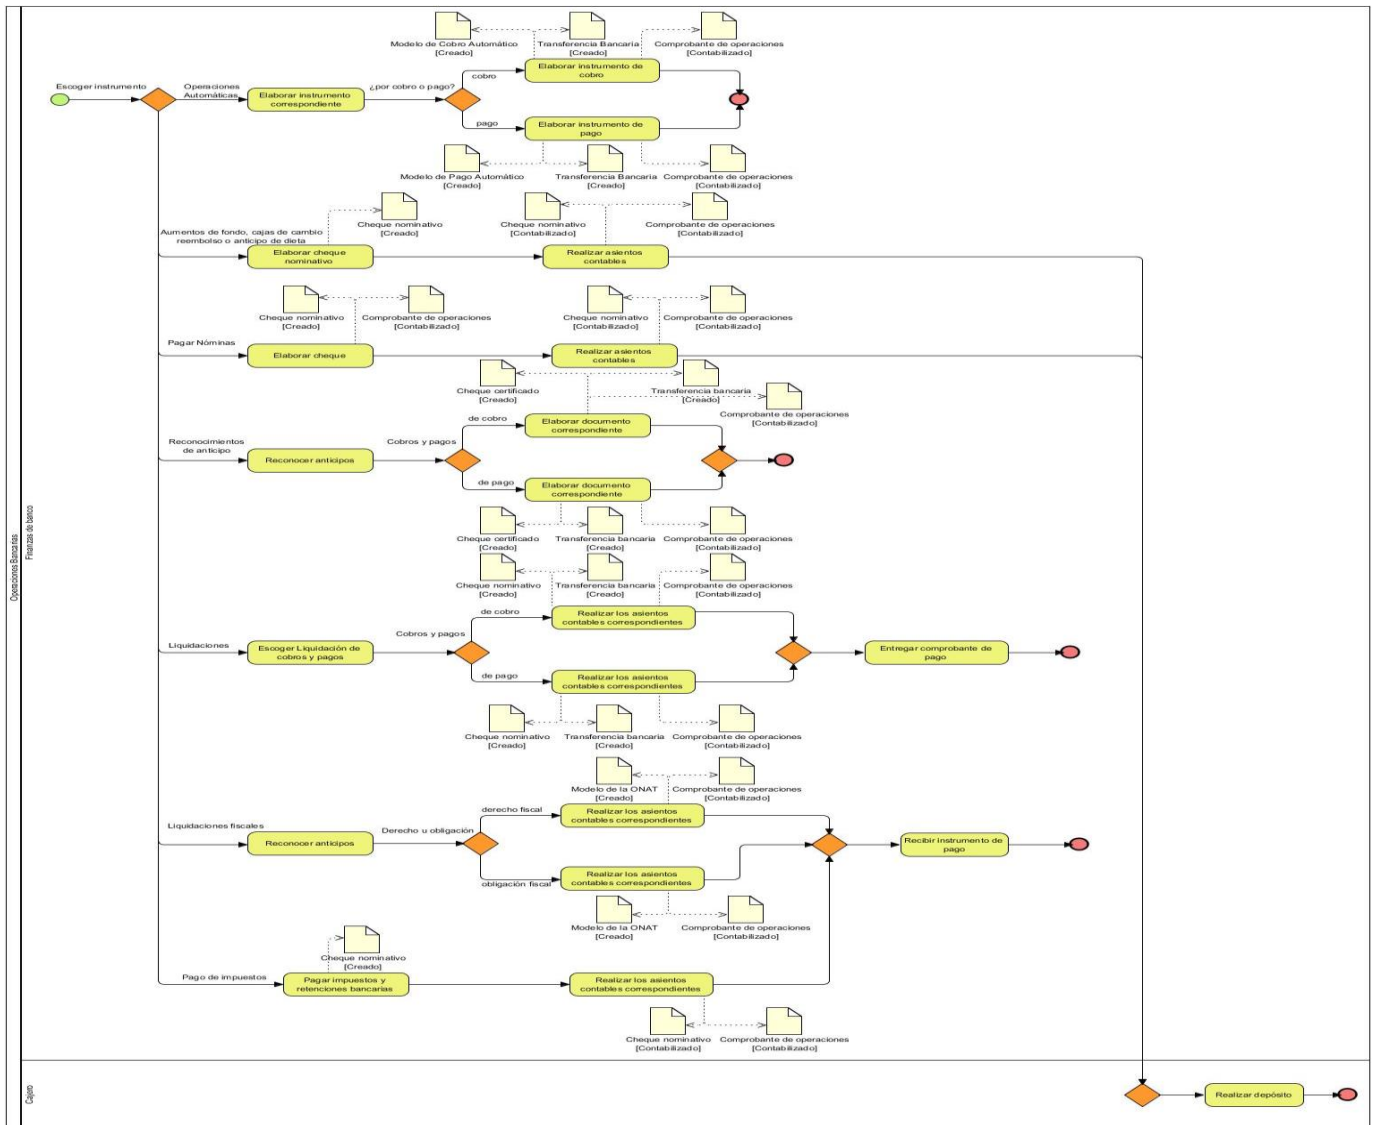 Operaciones Bancarias
Finanzas de banco
Modelo de Cobro Automático
[Creado]
Transferencia Bancaria
[Creado]
Comprobante de operaciones
[Contabilizado]
Escoger instrumento
Operaciones
Automáticas
Elaborar instrumento
correspondiente
¿por cobro o pago?
cobro
Elaborar instrumento de
cobro
pago
Elaborar instrumento de
pago
Modelo de Pago Automático
[Creado]
Transferencia Bancaria
[Creado]
Comprobante de operaciones
[Contabilizado]
Aumentos de fondo, cajas de cambio
reembolso o anticipo de dieta
Cheque nominativo
[Creado]
Elaborar cheque
nominativo
Cheque nominativo
[Contabilizado]
Comprobante de operaciones
[Contabilizado]
Realizar asientos
contables
Cheque nominativo
[Creado]
Comprobante de operaciones
[Contabilizado]
Cheque nominativo
[Contabilizado]
Comprobante de operaciones
[Contabilizado]
Pagar Nóminas
Elaborar cheque
Realizar asientos
contables
Cheque certificado
[Creado]
Transferencia bancaria
[Creado]
Comprobante de operaciones
[Contabilizado]
Reconocimientos
de anticipo
Reconocer anticipos
Cobros y pagos
de cobro
Elaborar documento
correspondiente
de pago
Elaborar documento
correspondiente
Cheque certificado
[Creado]
Transferencia bancaria
[Creado]
Comprobante de operaciones
[Contabilizado]
Cheque nominativo
[Creado]
Transferencia bancaria
[Creado]
Comprobante de operaciones
[Contabilizado]
Liquidaciones
Escoger Liquidación de
cobros y pagos
Cobros y pagos
de cobro
Realizar los asientos
contables correspondientes
de pago
Realizar los asientos
contables correspondientes
Entregar comprobante de
pago
Cheque nominativo
[Creado]
Transferencia bancaria
[Creado]
Comprobante de operaciones
[Contabilizado]
Modelo de la ONAT
[Creado]
Comprobante de operaciones
[Contabilizado]
Liquidaciones fiscales
Reconocer anticipos
Derecho u obligación
derecho fiscal
Realizar los asientos
contables correspondientes
obligación fiscal
Realizar los asientos
contables correspondientes
Recibir instrumento de
pago
Modelo de la ONAT
[Creado]
Comprobante de operaciones
[Contabilizado]
Cheque nominativo
[Creado]
Pago de impuestos
Pagar impuestos y
retenciones bancarias
Realizar los asientos
contables correspondientes
Cheque nominativo
[Contabilizado]
Comprobante de operaciones
[Contabilizado]
Cajero
Realizar depósito